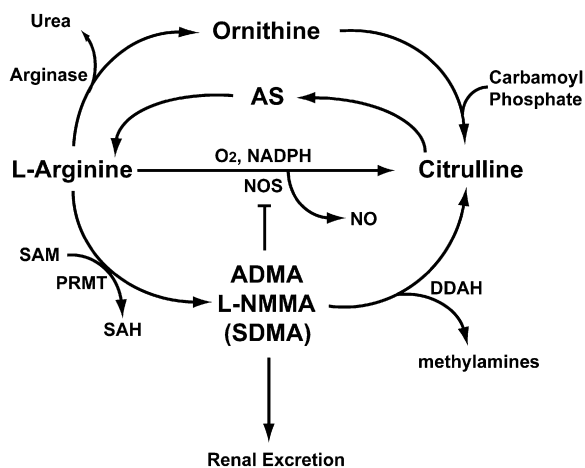 Urea
Ornithine
Arginase
Carbamoyl
Phosphate
AS
O2, NADPH
L-Arginine
Citrulline
NOS
NO
SAM
PRMT
SAH
ADMA
L-NMMA
(SDMA)
DDAH
methylamines
Renal Excretion